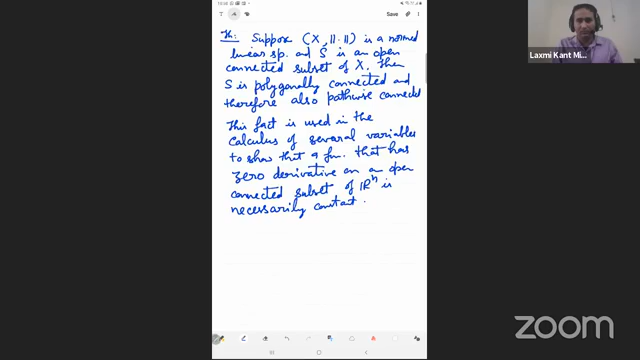 Th: Suppose (X, ||.||) is a normed
linear sp. and S is an open
connected subset of X. Then
S is polygonally connected and
therefore also pathwise connected
This fact is used in the
calculus of several variables
to show that a fn. that has
zero derivative on an open
connected subset of ℝⁿ is
necessarily constant.
Save
Laxmi Kant Mi...
zoom